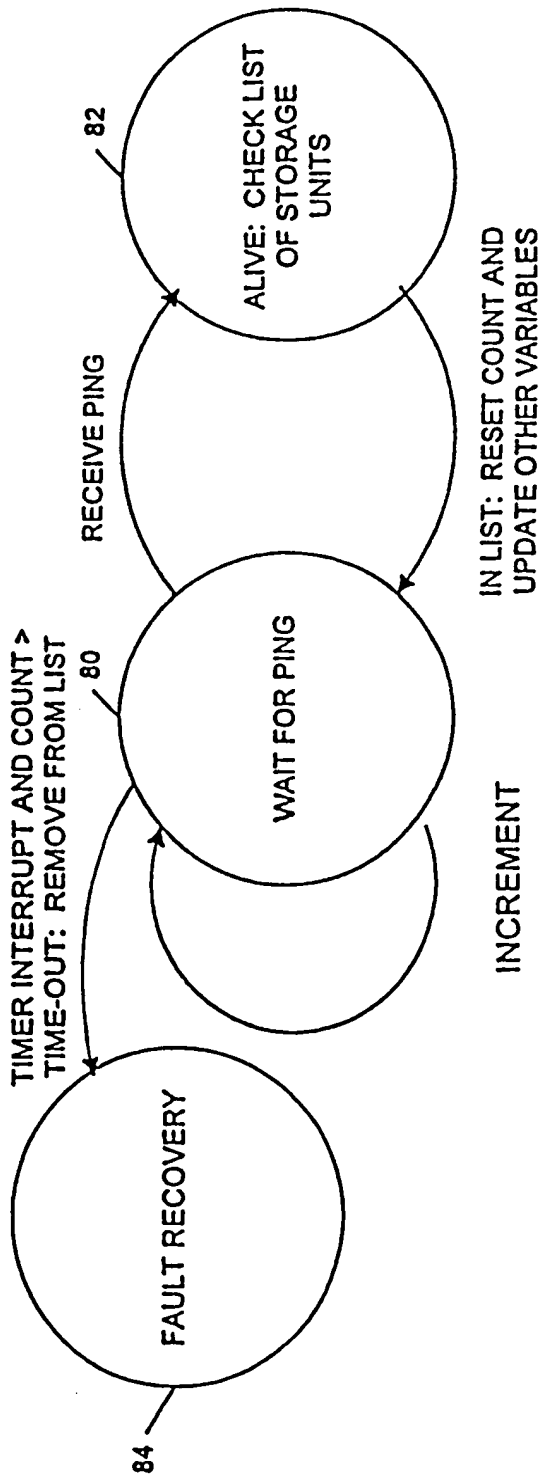 TIMER INTERRUPT AND COUNT >
TIME-OUT: REMOVE FROM LIST
84
FAULT RECOVERY
INCREMENT
80
WAIT FOR PING
RECEIVE PING
IN LIST: RESET COUNT AND
UPDATE OTHER VARIABLES
82
ALIVE: CHECK LIST
OF STORAGE
UNITS